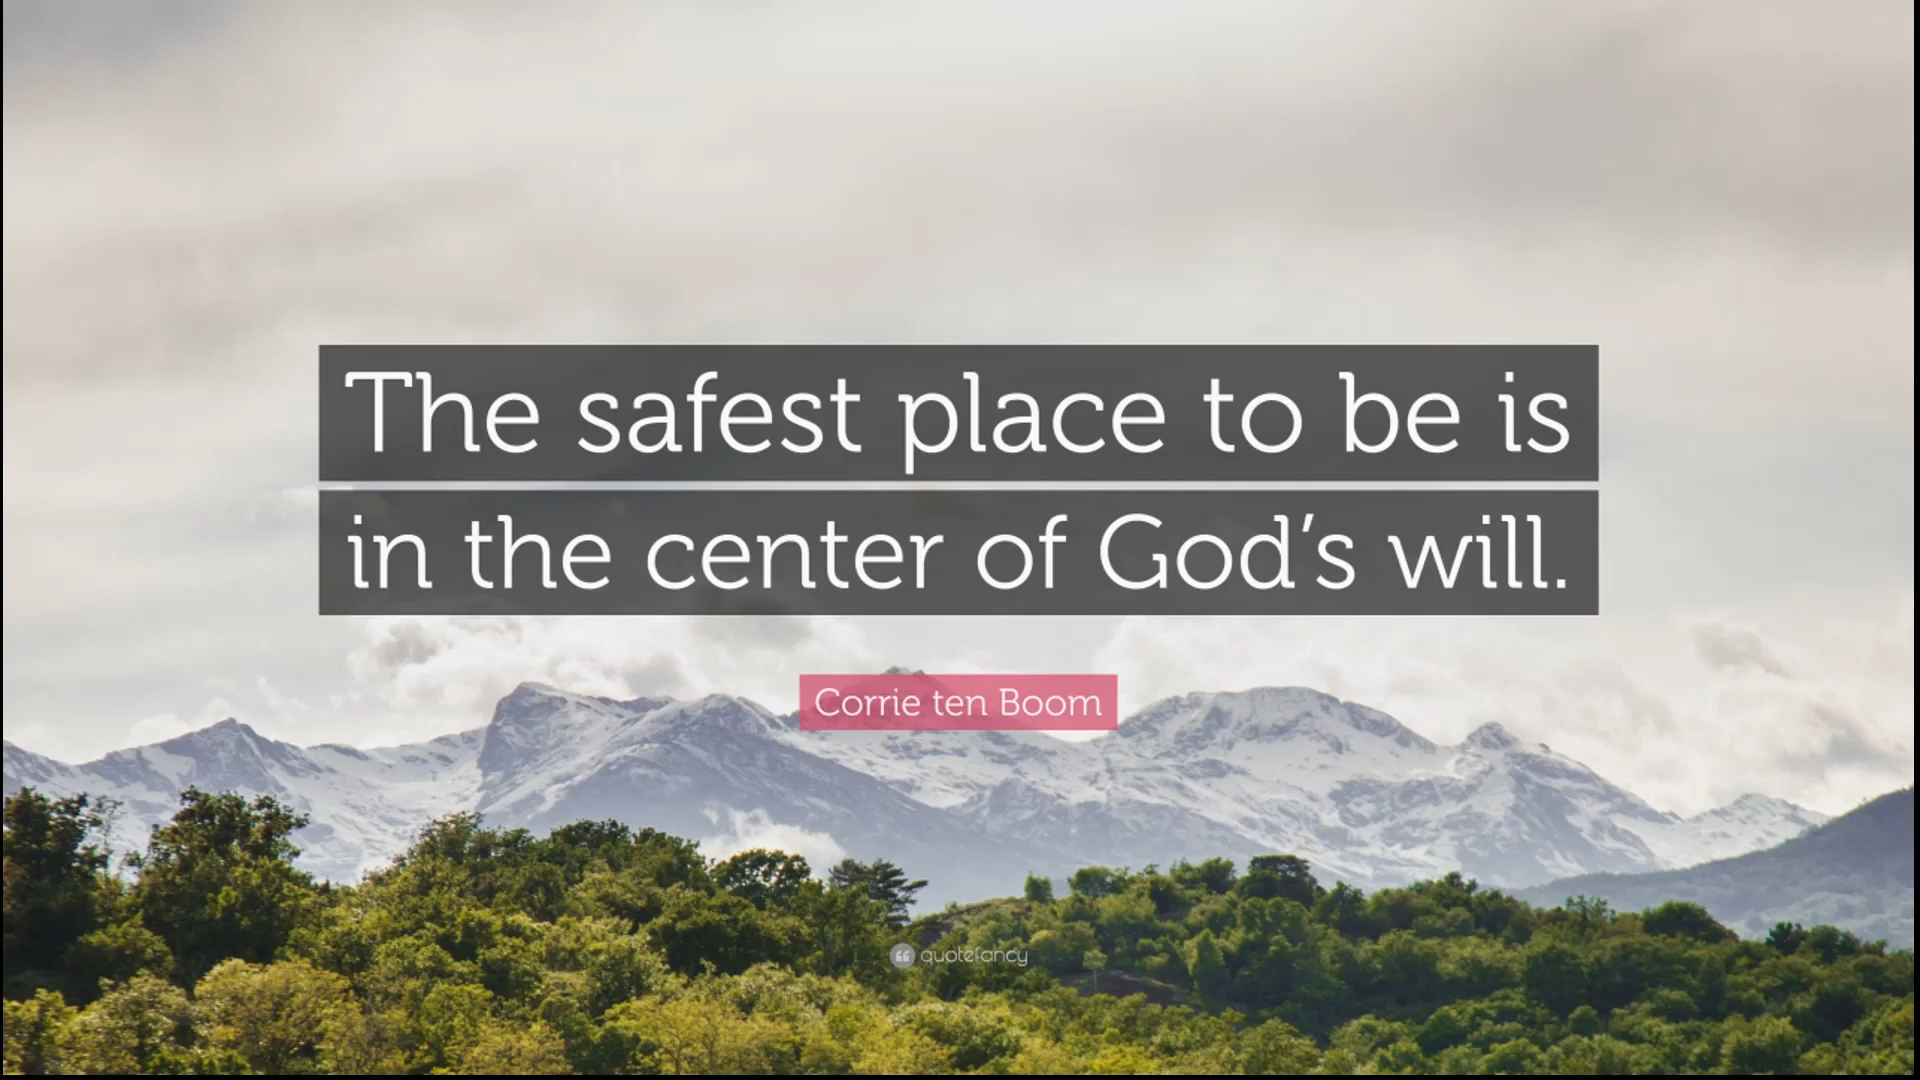 The safest place to be is
in the center of God’s will.
Corrie ten Boom
quotefancy